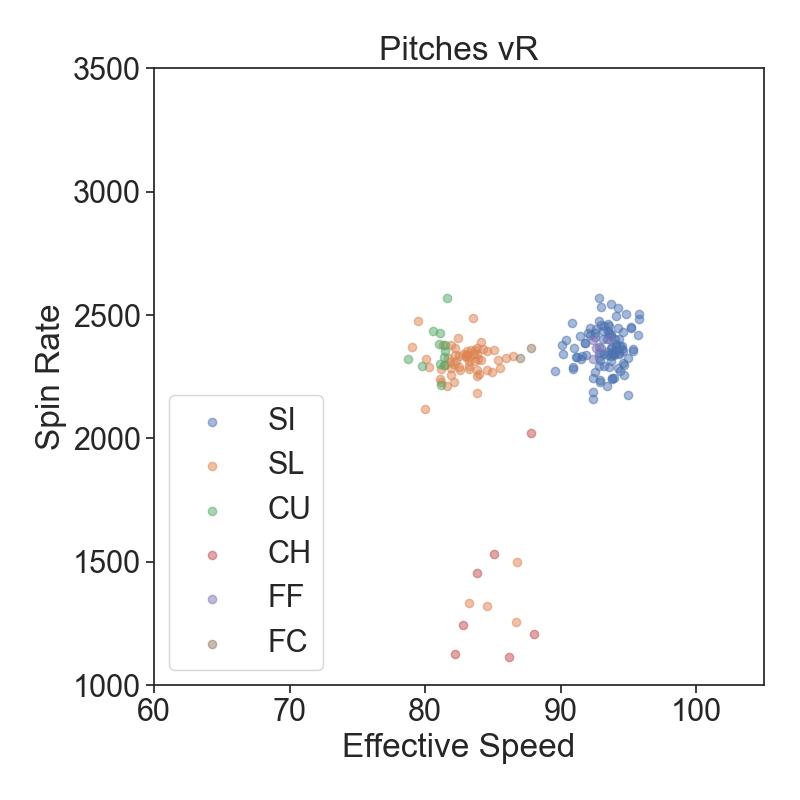 Pitches vR
3500
3000
2500
2000
1500
1000
Spin Rate
SI
SL
CU
CH
FF
FC
60 70 80 90 100
Effective Speed